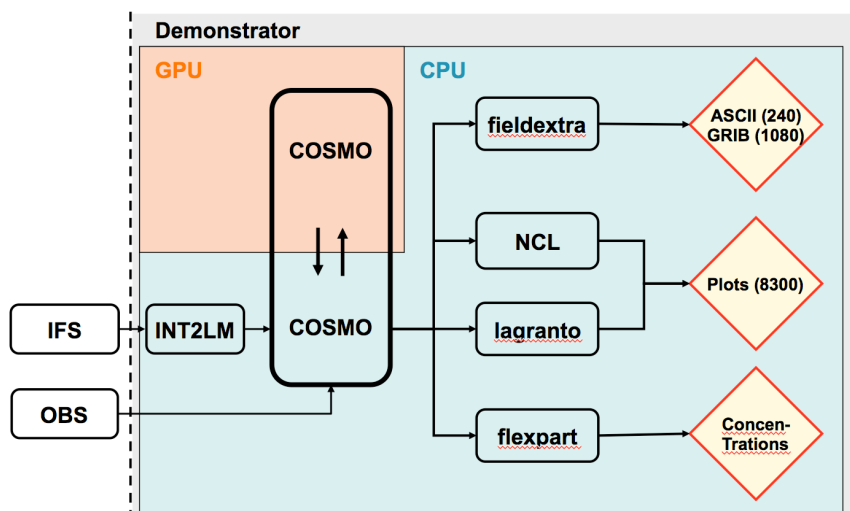 Demonstrator
GPU
CPU
COSMO
COSMO
IFS
INT2LM
OBS
fieldextra
NCL
lagranto
flexpart
ASCII (240)
GRIB (1080)
Plots (8300)
Concen-
Trations